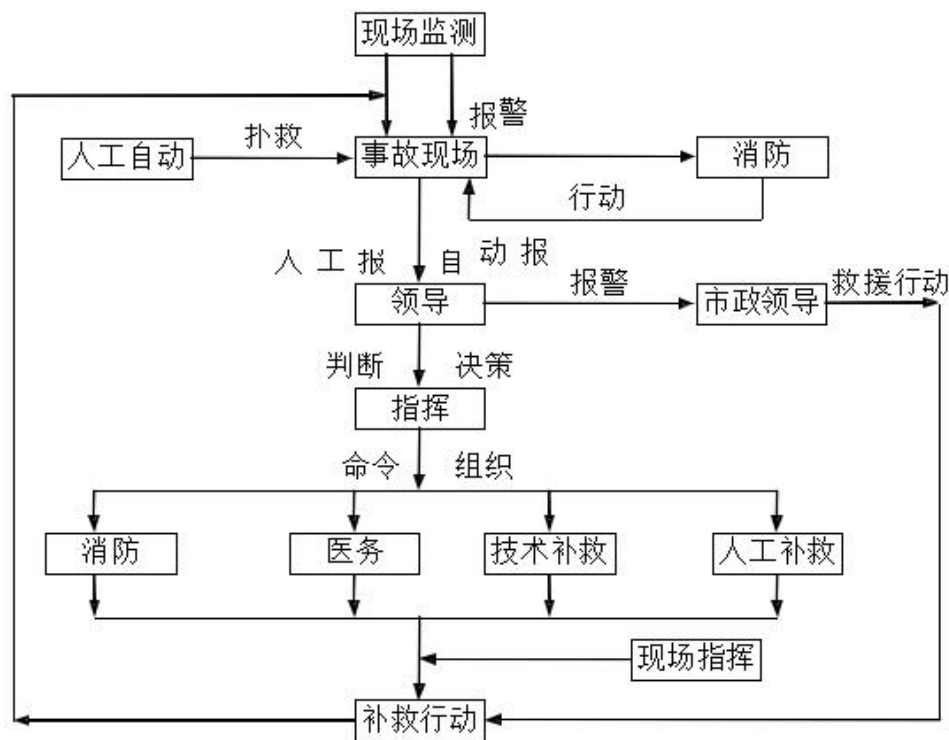 现场监测
报警
人工自动
扑救
事故现场
消防
行动
人 工 报
自 动 报
领导
报警
市政领导
救援行动
判断
决策
指挥
命令
组织
消防
医务
技术补救
人工补救
现场指挥
补救行动